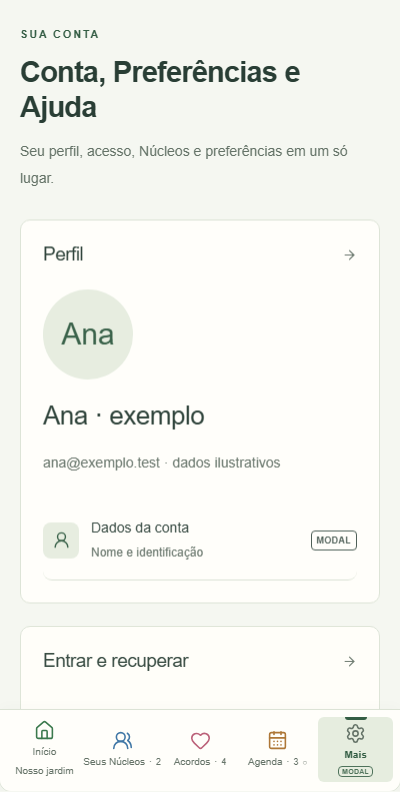 SUA CONTA
Conta, Preferências e
Ajuda
Seu perfil, acesso, Núcleos e preferências em um só
lugar.
Perfil →
Ana
Ana · exemplo
ana@exemplo.test · dados ilustrativos
Dados da conta
Nome e identificação
MODAL
Entrar e recuperar →
Início
Nosso jardim
Seus Núcleos · 2
Acordos · 4
Agenda · 3 ○
Mais
MODAL